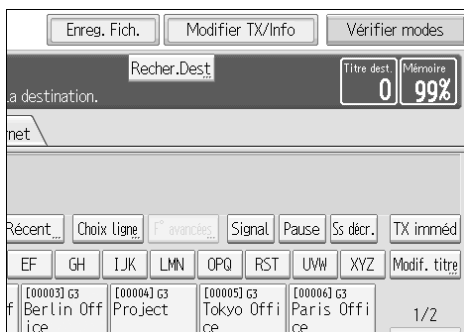 Enreg. Fich. Modifier TX/Info Vérifier modes
Recher.Dest. Titre dest. Mémoire
la destination. 0 99%
rnet
Récent Choix ligne F° avancées Signal Pause Ss décr. TX imméd
EF GH IJK LMN OPQ RST UVW XYZ Modif. titre
[00003] G3 [00004] G3 [00005] G3 [00006] G3
f Berlin Off Project Tokyo Offi Paris Offi 1/2
ice ce ce